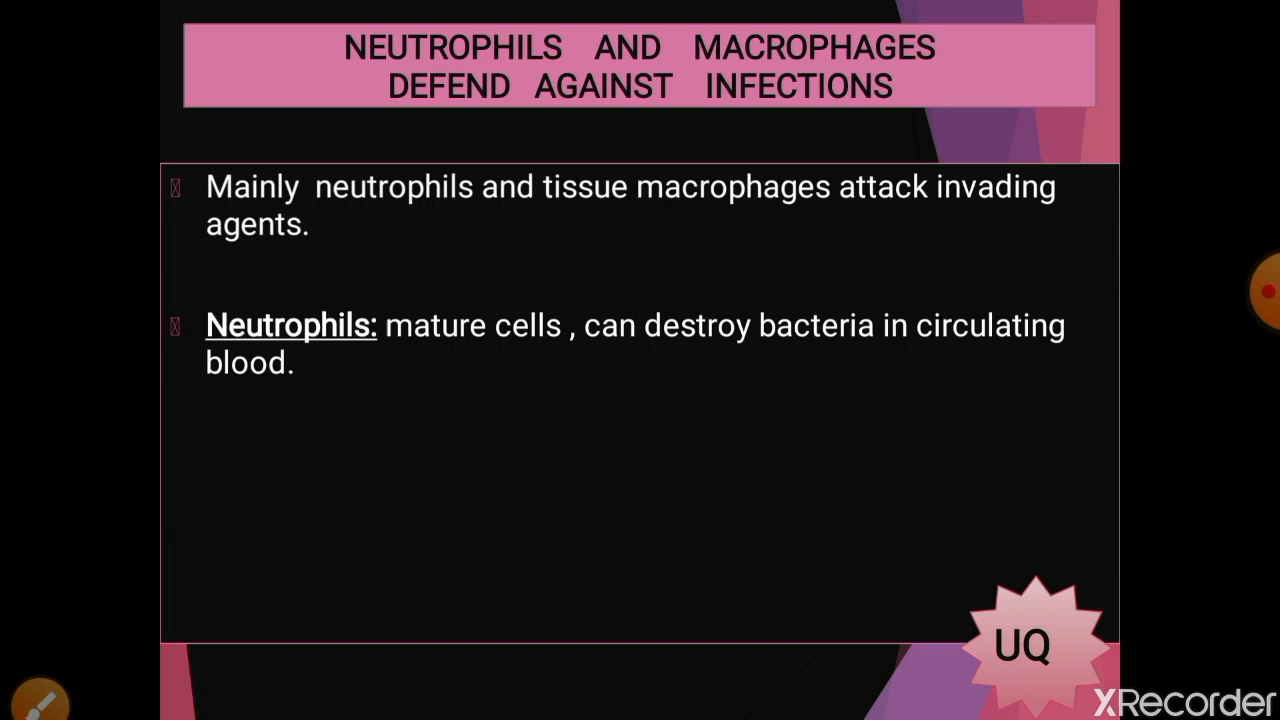 NEUTROPHILS AND MACROPHAGES
DEFEND AGAINST INFECTIONS
Mainly neutrophils and tissue macrophages attack invading
agents.
Neutrophils: mature cells , can destroy bacteria in circulating
blood.
UQ
XRecorder